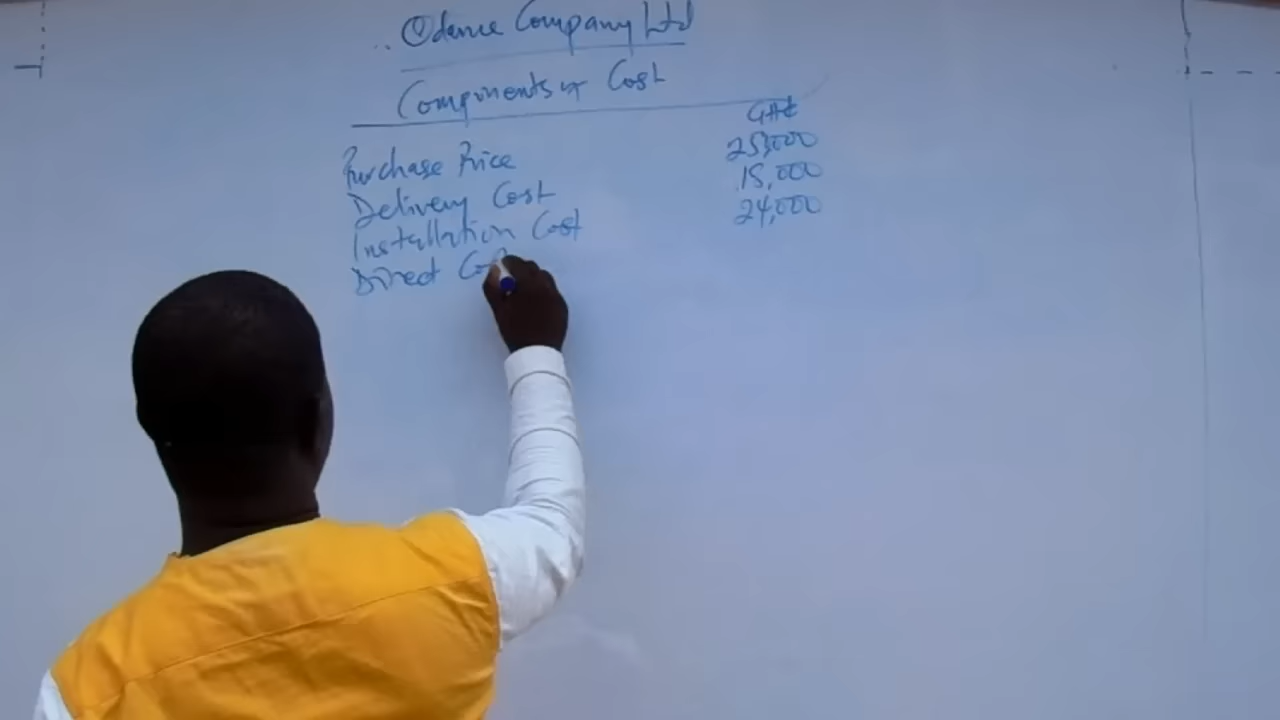 Odame Company Ltd
Components of Cost
GH¢
Purchase Price 253,000
Delivery Cost 15,000
Installation Cost 24,000
Direct